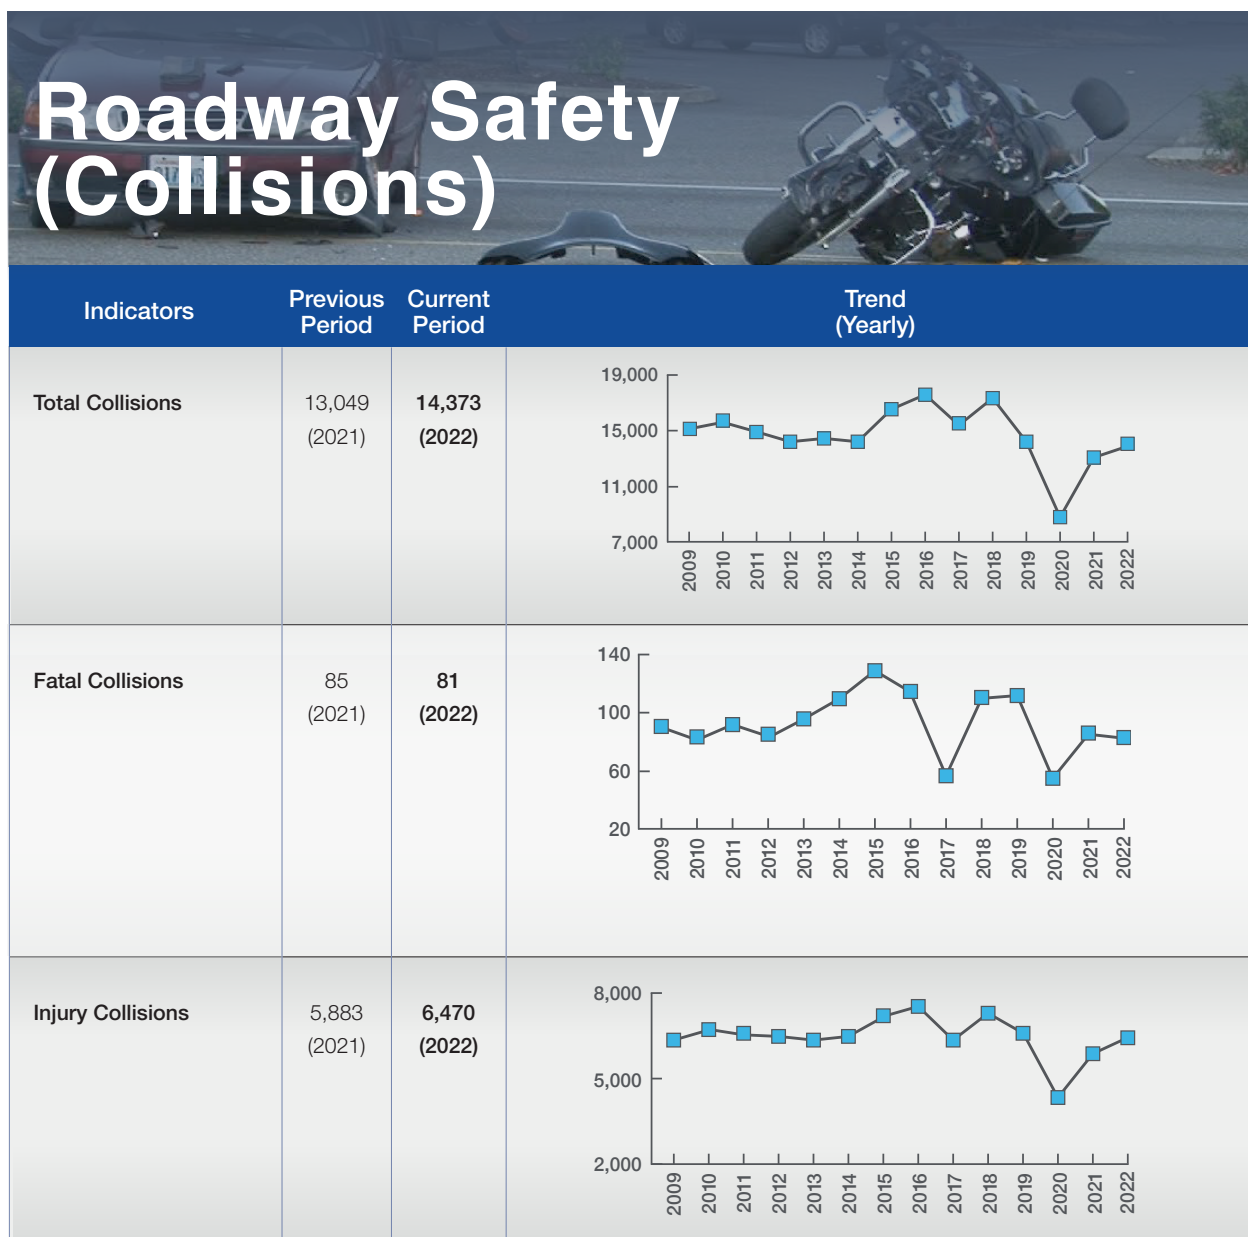 Roadway Safety
(Collisions)
Indicators
Previous Period
Current Period
Trend
(Yearly)
Total Collisions
13,049
(2021)
14,373
(2022)
19,000
15,000
11,000
7,000
2009 2010 2011 2012 2013 2014 2015 2016 2017 2018 2019 2020 2021 2022
Fatal Collisions
85
(2021)
81
(2022)
140
100
60
20
2009 2010 2011 2012 2013 2014 2015 2016 2017 2018 2019 2020 2021 2022
Injury Collisions
5,883
(2021)
6,470
(2022)
8,000
5,000
2,000
2009 2010 2011 2012 2013 2014 2015 2016 2017 2018 2019 2020 2021 2022